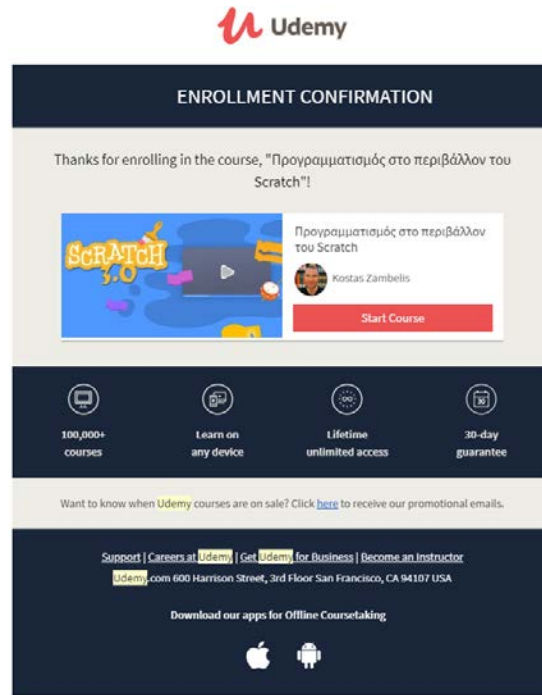 Udemy
ENROLLMENT CONFIRMATION
Thanks for enrolling in the course, "Προγραμματισμός στο περιβάλλον του
Scratch"!
SCRATCH
3.0
Προγραμματισμός στο περιβάλλον
του Scratch
Kostas Zambelis
Start Course
100,000+
courses
Learn on
any device
Lifetime
unlimited access
30-day
guarantee
Want to know when Udemy courses are on sale? Click here to receive our promotional emails.
Support | Careers at Udemy | Get Udemy for Business | Become an Instructor
Udemy.com 600 Harrison Street, 3rd Floor San Francisco, CA 94107 USA
Download our apps for Offline Coursetaking